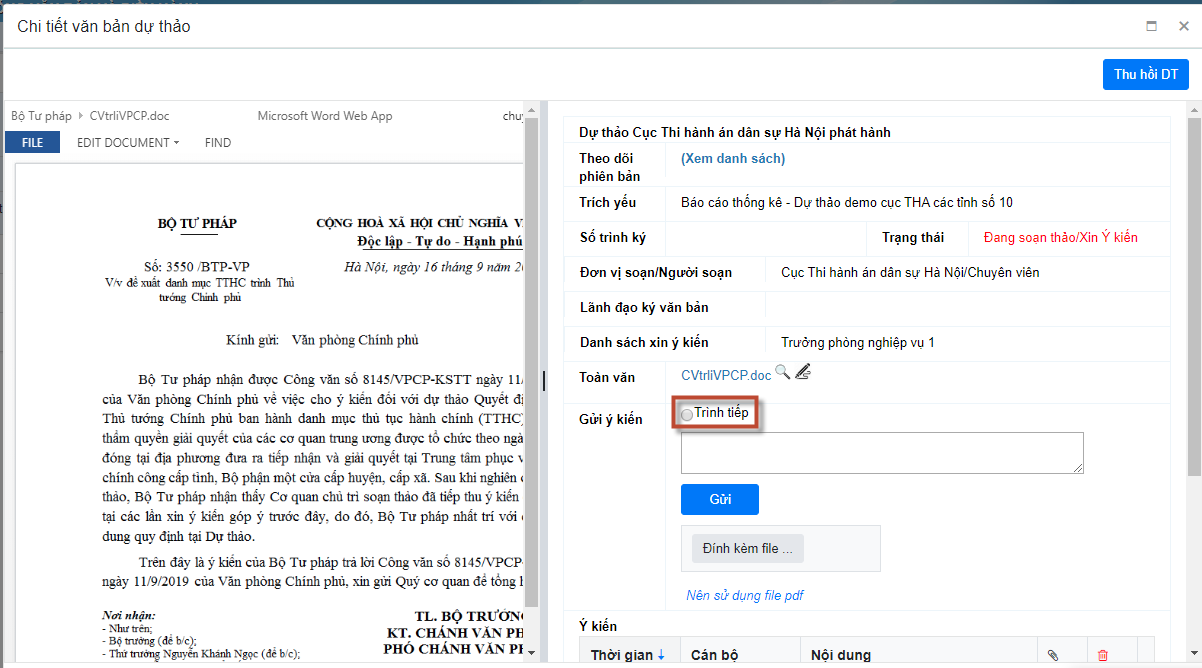 Chi tiết văn bản dự thảo
Thu hồi DT
Bộ Tư pháp CVtrliVPCP.doc Microsoft Word Web App chuy
FILE EDIT DOCUMENT FIND
BỘ TƯ PHÁP
Số: 3550 /BTP-VP
V/v đề xuất danh mục TTHC trình Thủ
tướng Chính phủ
CỘNG HOÀ XÃ HỘI CHỦ NGHĨA V
Độc lập - Tự do - Hạnh phú
Hà Nội, ngày 16 tháng 9 năm 2
Kính gửi: Văn phòng Chính phủ
Bộ Tư pháp nhận được Công văn số 8145/VPCP-KSTT ngày 11/
của Văn phòng Chính phủ về việc cho ý kiến đối với dự thảo Quyết đị
Thủ tướng Chính phủ ban hành danh mục thủ tục hành chính (TTHC)
thẩm quyền giải quyết của các cơ quan trung ương được tổ chức theo ngà
đóng tại địa phương đưa ra tiếp nhận và giải quyết tại Trung tâm phục v
chính công cấp tỉnh, Bộ phận một cửa cấp huyện, cấp xã. Sau khi nghiên c
thảo, Bộ Tư pháp nhận thấy Cơ quan chủ trì soạn thảo đã tiếp thu ý kiến
tại các lần xin ý kiến góp ý trước đây, do đó, Bộ Tư pháp nhất trí với
dung quy định tại Dự thảo.
Trên đây là ý kiến của Bộ Tư pháp trả lời Công văn số 8145/VPCP-
ngày 11/9/2019 của Văn phòng Chính phủ, xin gửi Quý cơ quan để tổng h
Nơi nhận:
- Như trên;
- Bộ trưởng (để b/c);
- Thứ trưởng Nguyễn Khánh Ngọc (để b/c);
TL. BỘ TRƯỞNG
KT. CHÁNH VĂN PH
PHÓ CHÁNH VĂN PH
Dự thảo Cục Thi hành án dân sự Hà Nội phát hành
Theo dõi
phiên bản
(Xem danh sách)
Trích yếu Báo cáo thống kê - Dự thảo demo cục THA các tỉnh số 10
Số trình ký Trạng thái Đang soạn thảo/Xin Ý kiến
Đơn vị soạn/Người soạn Cục Thi hành án dân sự Hà Nội/Chuyên viên
Lãnh đạo ký văn bản
Danh sách xin ý kiến Trưởng phòng nghiệp vụ 1
Toàn văn CVtrliVPCP.doc
Gửi ý kiến Trình tiếp
Gửi
Đính kèm file ...
Nên sử dụng file pdf
Ý kiến
Thời gian Cán bộ Nội dung